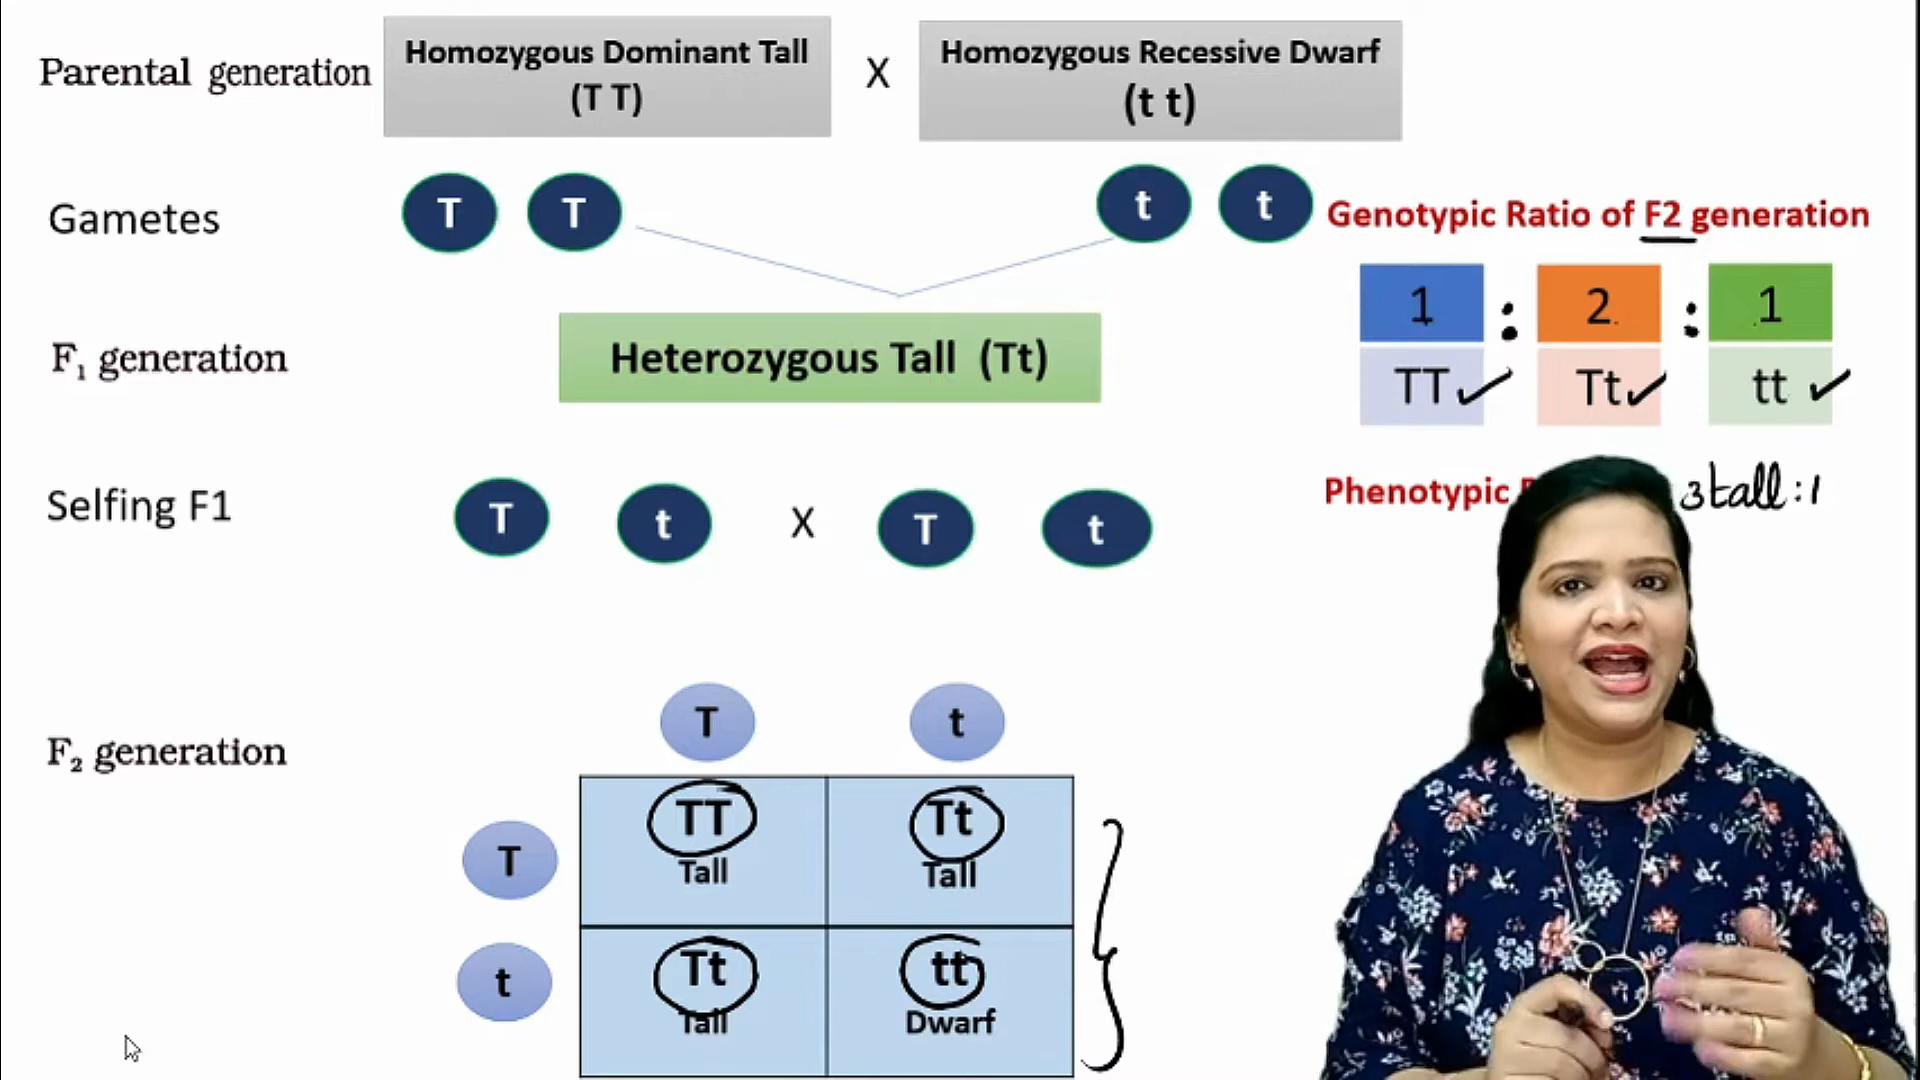 Parental generation
Homozygous Dominant Tall
(T T)
X
Homozygous Recessive Dwarf
(t t)
Gametes
T T
t t
Genotypic Ratio of F2 generation
1 : 2 : 1
TT Tt tt
F₁ generation
Heterozygous Tall (Tt)
Phenotypic
3 tall : 1
Selfing F1
T t X T t
F₂ generation
T t
T
TT Tt
Tall Tall
t
Tt tt
Tall Dwarf